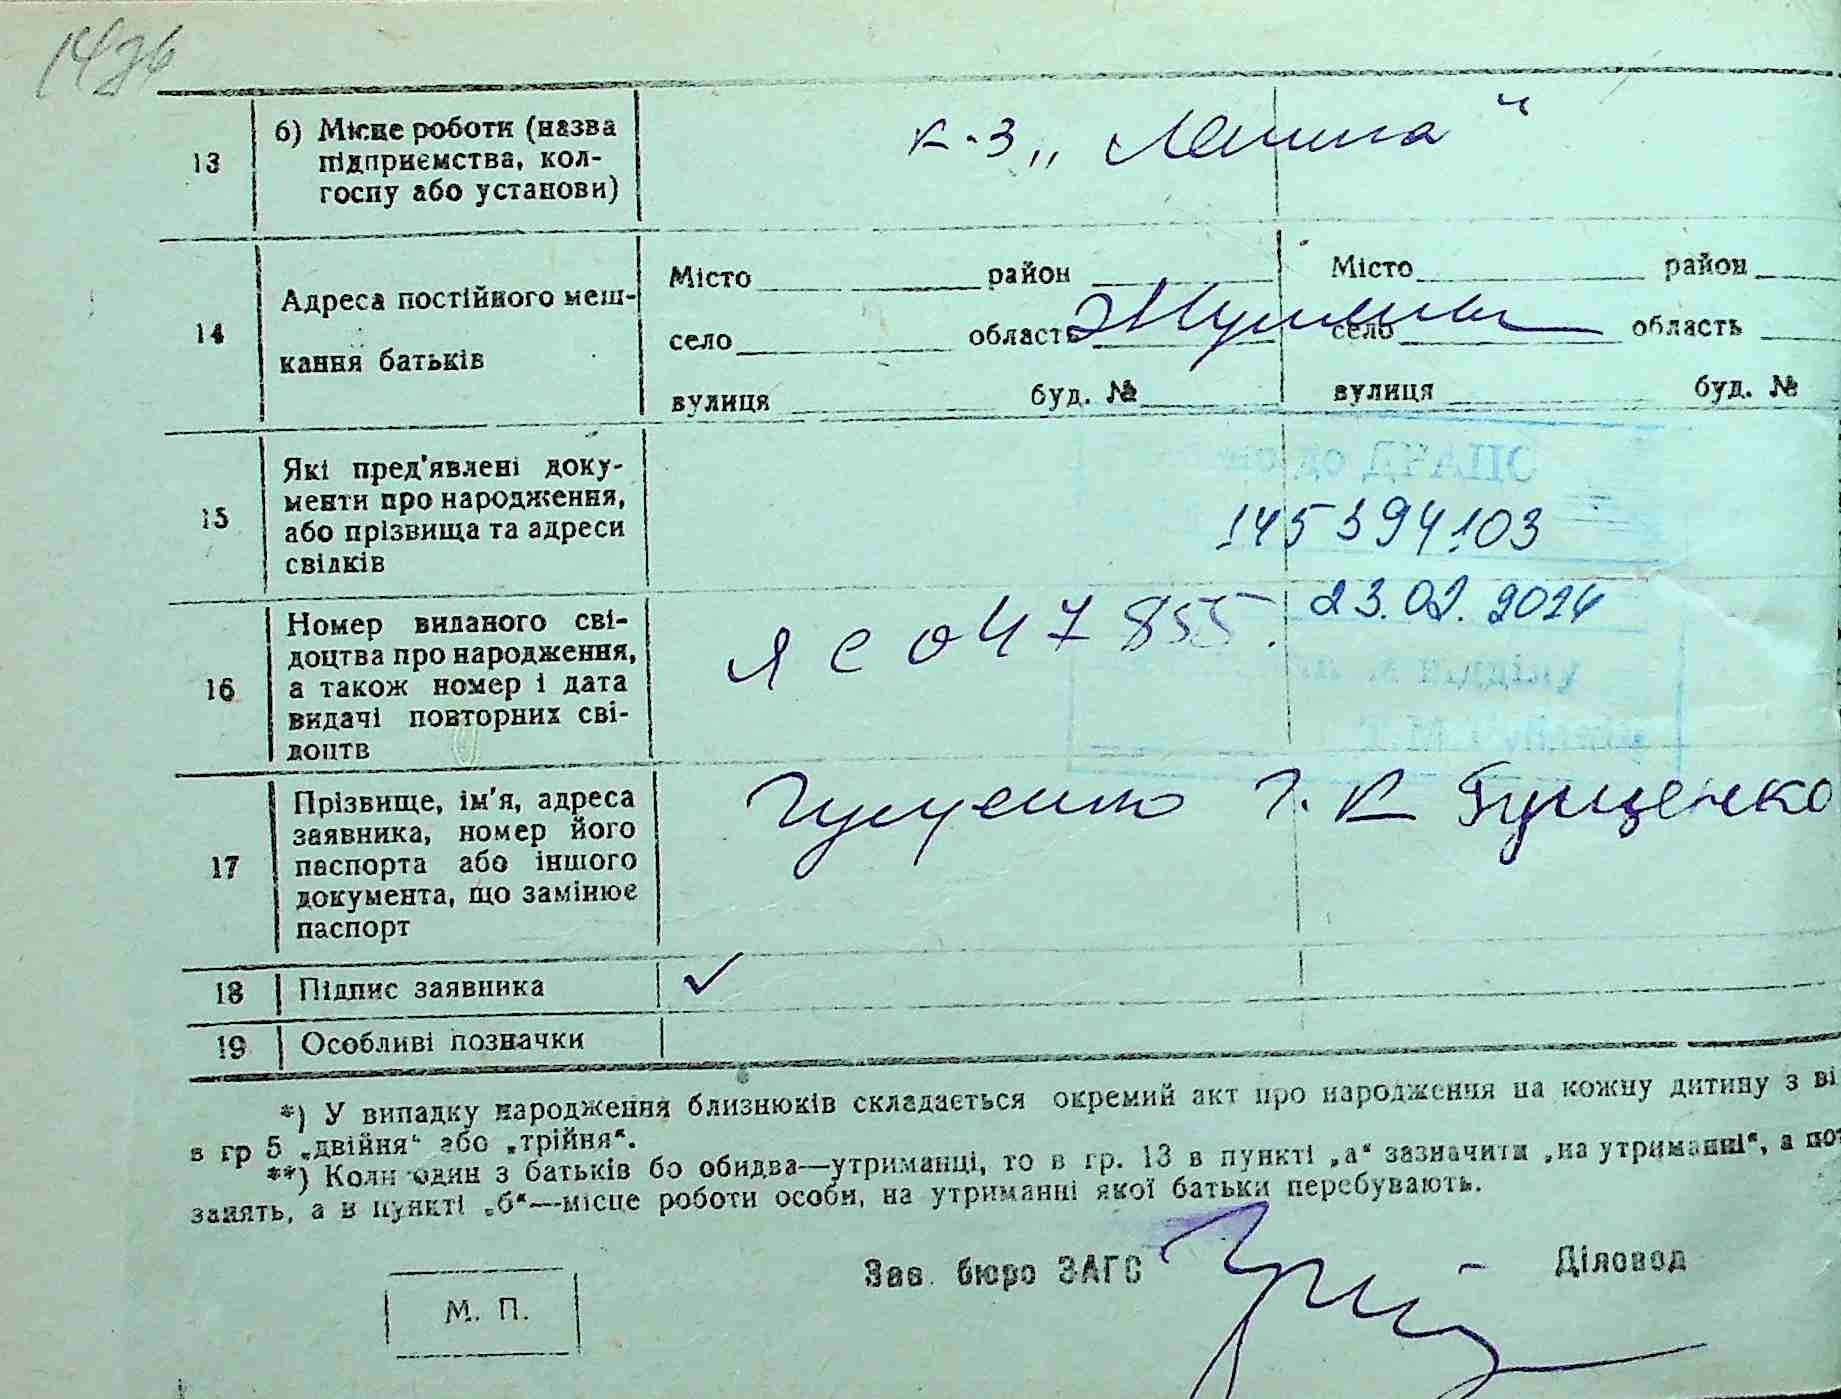 1426
13
б) Місце роботи (назва
підприємства, кол-
госпу або установи)
к-з „Леніна“
14
Адреса постійного меш-
кання батьків
Місто район
село область
вулиця буд. №
Місто район
село область
вулиця буд. №
15
Які пред'явлені доку-
менти про народження,
або прізвища та адреси
свідків
145394103
23.02.2024
16
Номер виданого сві-
доцтва про народження,
а також номер і дата
видачі повторних сві-
доцтв
Я С 047855.
17
Прізвище, ім'я, адреса
заявника, номер його
паспорта або іншого
документа, що замінює
паспорт
Гущенко Г. К Гущенко
18
Підпис заявника
✓
19
Особливі позначки
*) У випадку народження близнюків складається окремий акт про народження на кожну дитину з ві
в гр 5 „двійня“ або „трійня“.
**) Коли один з батьків бо обидва—утриманці, то в гр. 13 в пункті „а“ зазначити „на утриманні“, а пот
занять, а в пункті „б“—місце роботи особи, на утриманні якої батьки перебувають.
Зав. бюро ЗАГС
Діловод
М. П.